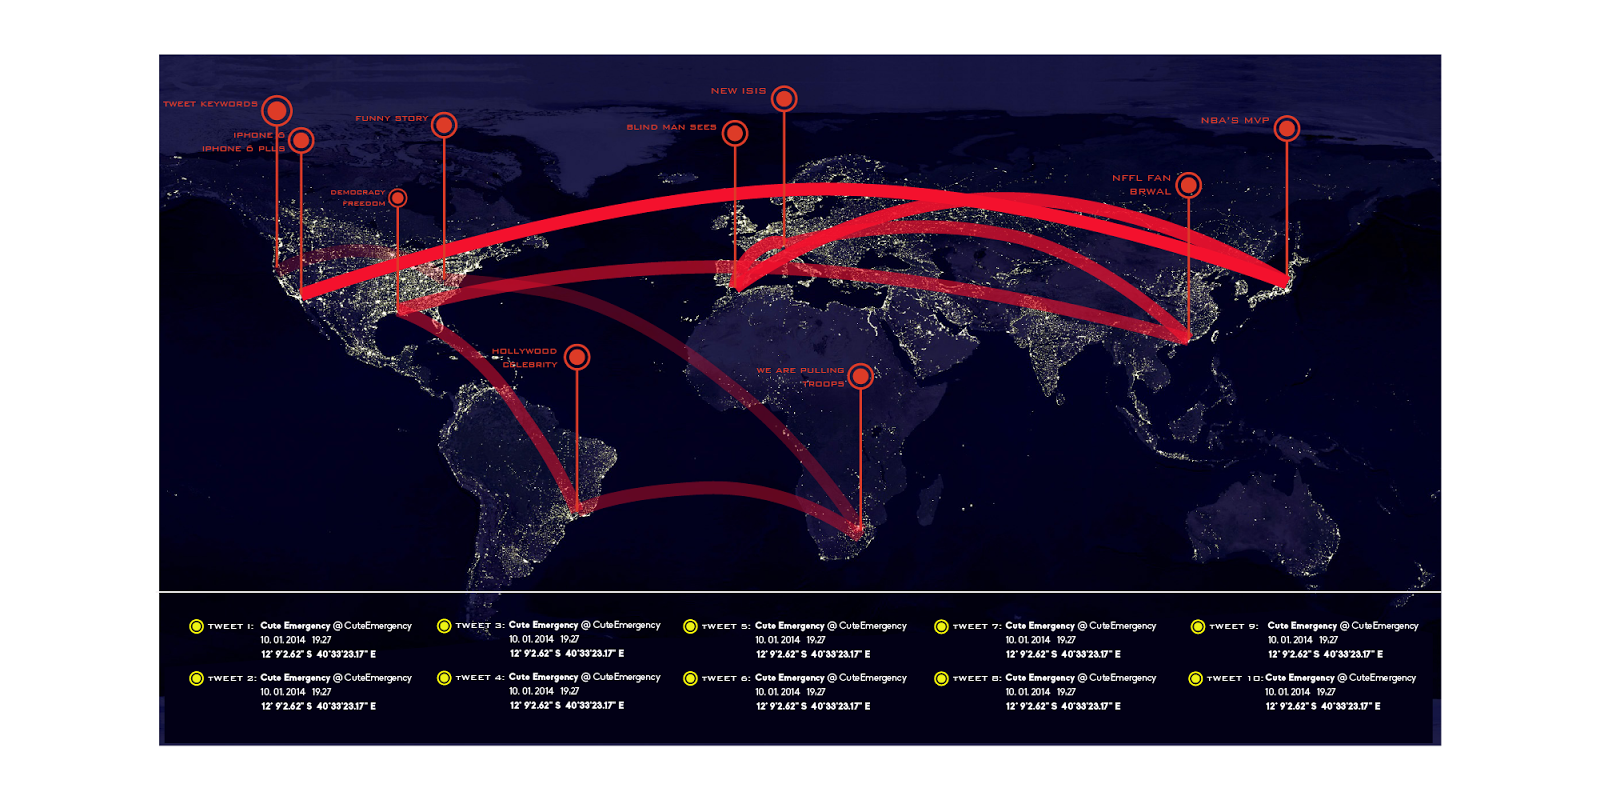 NEW ISIS
TWEET KEYWORDS
FUNNY STORY
BLIND MAN SEES
NBA'S MVP
IPHONE 6
IPHONE 6 PLUS
NFFL FAN
BRWAL
DEMOCRACY
FREEDOM
HOLLYWOOD
CELEBRITY
WE ARE PULLING
TROOPS
TWEET 1: Cute Emergency @ CuteEmergency
10. 01. 2014 19:27
12° 9'2.62" S 40°33'23.17" E
TWEET 3: Cute Emergency @ CuteEmergency
10. 01. 2014 19:27
12° 9'2.62" S 40°33'23.17" E
TWEET 5: Cute Emergency @ CuteEmergency
10. 01. 2014 19:27
12° 9'2.62" S 40°33'23.17" E
TWEET 7: Cute Emergency @ CuteEmergency
10. 01. 2014 19:27
12° 9'2.62" S 40°33'23.17" E
TWEET 9: Cute Emergency @ CuteEmergency
10. 01. 2014 19:27
12° 9'2.62" S 40°33'23.17" E
TWEET 2: Cute Emergency @ CuteEmergency
10. 01. 2014 19:27
12° 9'2.62" S 40°33'23.17" E
TWEET 4: Cute Emergency @ CuteEmergency
10. 01. 2014 19:27
12° 9'2.62" S 40°33'23.17" E
TWEET 6: Cute Emergency @ CuteEmergency
10. 01. 2014 19:27
12° 9'2.62" S 40°33'23.17" E
TWEET 8: Cute Emergency @ CuteEmergency
10. 01. 2014 19:27
12° 9'2.62" S 40°33'23.17" E
TWEET 10: Cute Emergency @ CuteEmergency
10. 01. 2014 19:27
12° 9'2.62" S 40°33'23.17" E